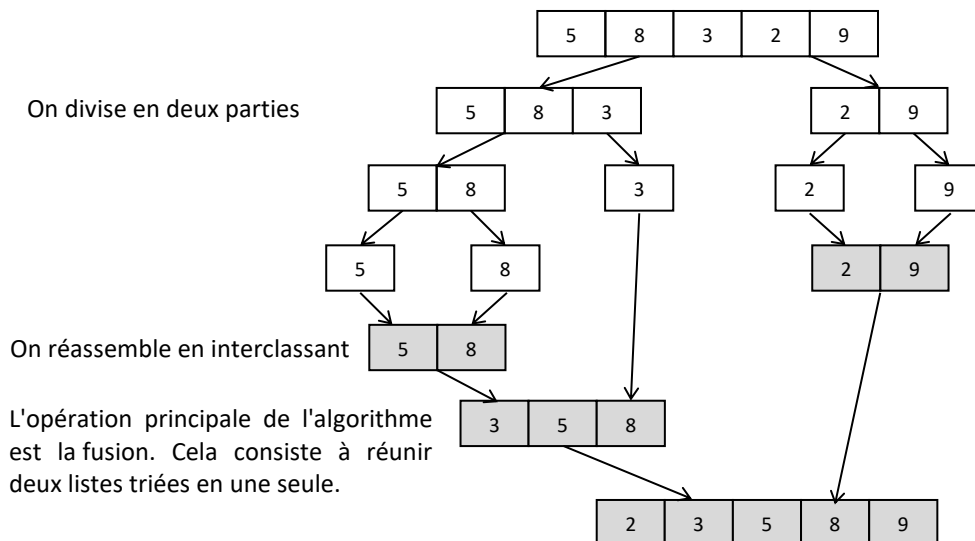 5 8 3 2 9
On divise en deux parties
5 8 3
2 9
5 8
3
2
9
5
8
2 9
On réassemble en interclassant
5 8
L'opération principale de l'algorithme
est la fusion. Cela consiste à réunir
deux listes triées en une seule.
3 5 8
2 3 5 8 9